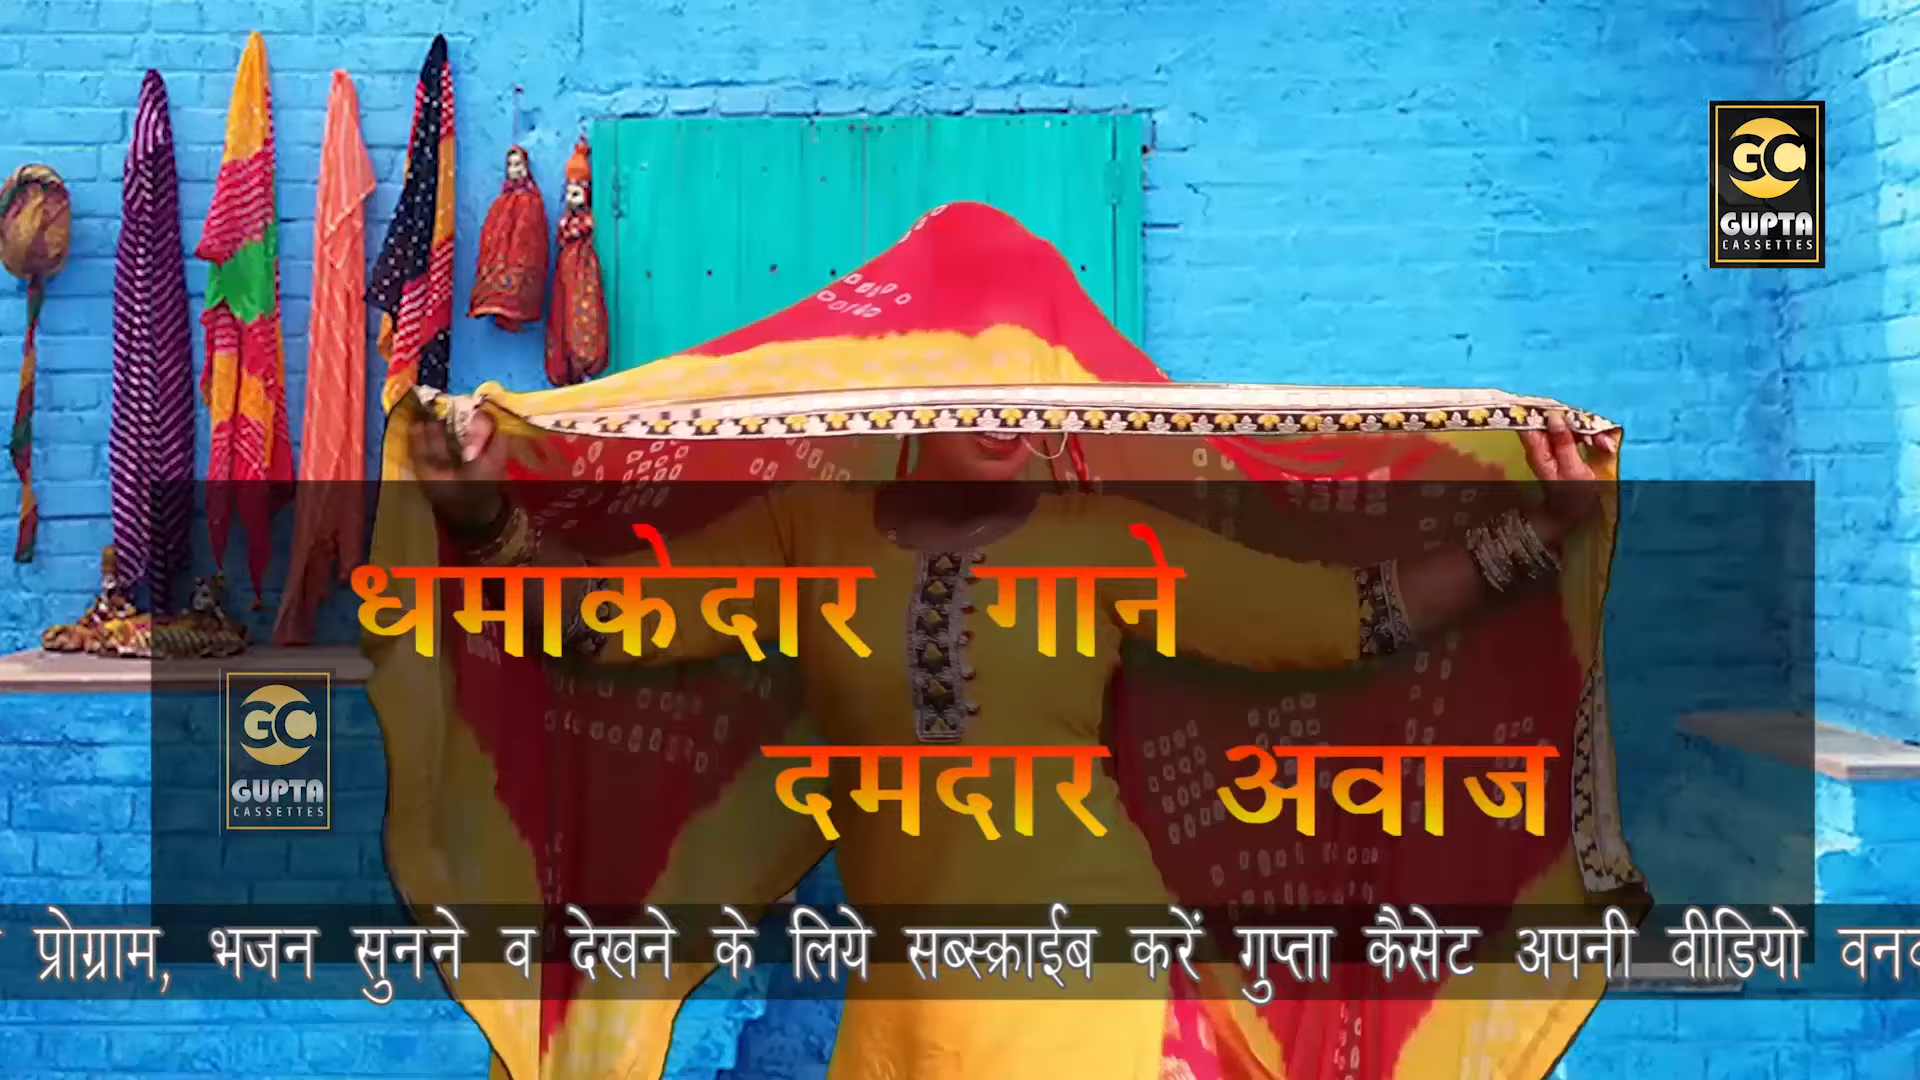 GC
GUPTA
CASSETTES
धमाकेदार गाने
GC
GUPTA
CASSETTES
दमदार अवाज
प्रोग्राम, भजन सुनने व देखने के लिये सब्स्क्राईब करें गुप्ता कैसेट अपनी वीडियो